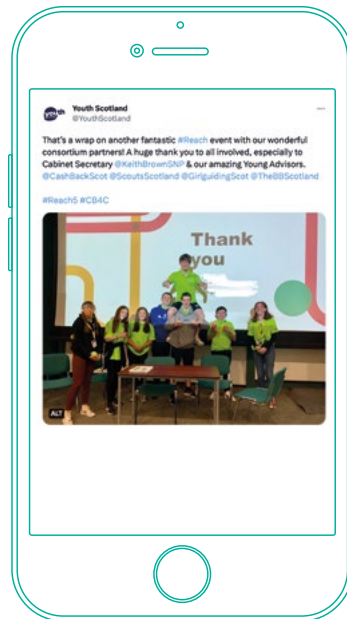 youth
Youth Scotland
@YouthScotland
That's a wrap on another fantastic #Reach event with our wonderful
consortium partners! A huge thank you to all involved, especially to
Cabinet Secretary @KeithBrownSNP & our amazing Young Advisors.
@CashBackScot @ScoutsScotland @GirlguidingScot @TheBBScotland
#Reach5 #CB4C
Thank
you
ALT